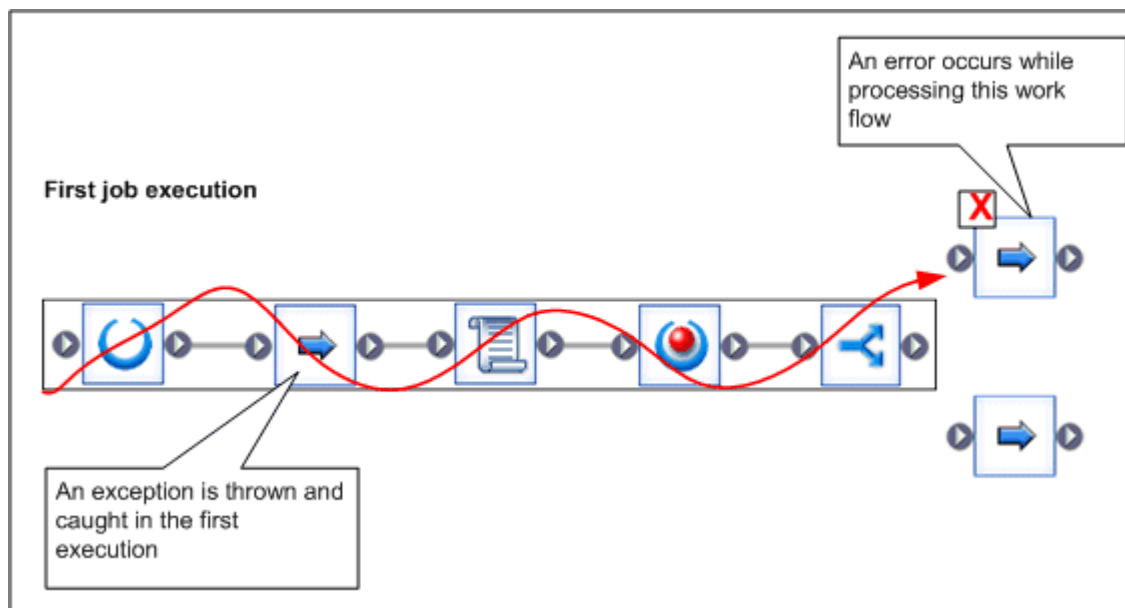 An error occurs while
processing this work
flow
First job execution
X
An exception is thrown and
caught in the first
execution